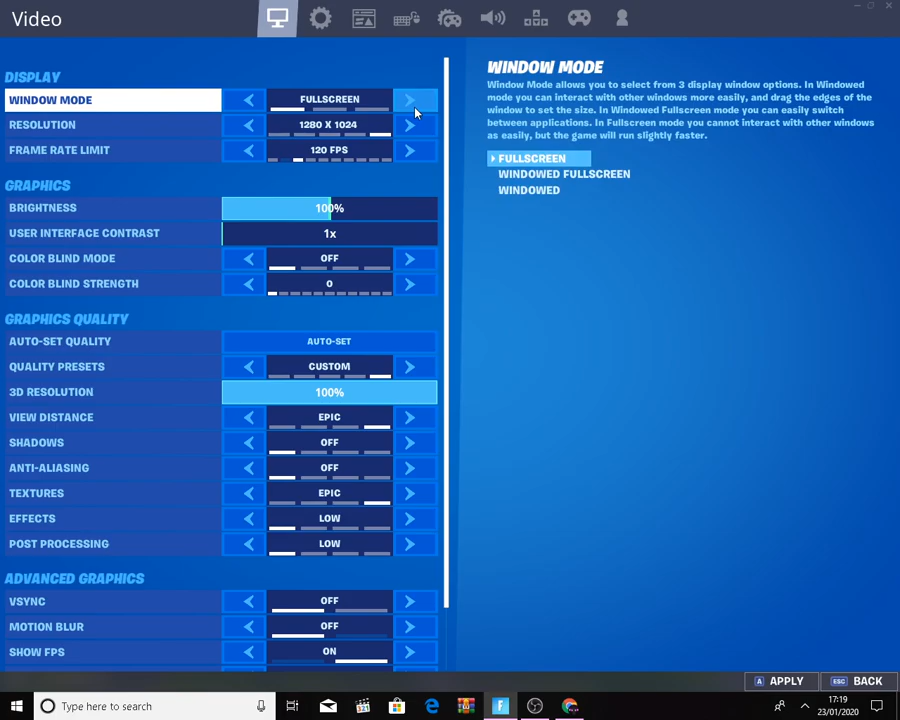 Video
DISPLAY
WINDOW MODE
FULLSCREEN
RESOLUTION
1280 X 1024
FRAME RATE LIMIT
120 FPS
GRAPHICS
BRIGHTNESS
100%
USER INTERFACE CONTRAST
1x
COLOR BLIND MODE
OFF
COLOR BLIND STRENGTH
0
GRAPHICS QUALITY
AUTO-SET QUALITY
AUTO-SET
QUALITY PRESETS
CUSTOM
3D RESOLUTION
100%
VIEW DISTANCE
EPIC
SHADOWS
OFF
ANTI-ALIASING
OFF
TEXTURES
EPIC
EFFECTS
LOW
POST PROCESSING
LOW
ADVANCED GRAPHICS
VSYNC
OFF
MOTION BLUR
OFF
SHOW FPS
ON
WINDOW MODE
Window Mode allows you to select from 3 display window options. In Windowed
mode you can interact with other windows more easily, and drag the edges of
the window to set the size. In Windowed Fullscreen mode you can easily switch
between applications. In Fullscreen mode you cannot interact with other windows
as easily, but the game will run slightly faster.
FULLSCREEN
WINDOWED FULLSCREEN
WINDOWED
A APPLY
ESC BACK
Type here to search
17:19
23/01/2020